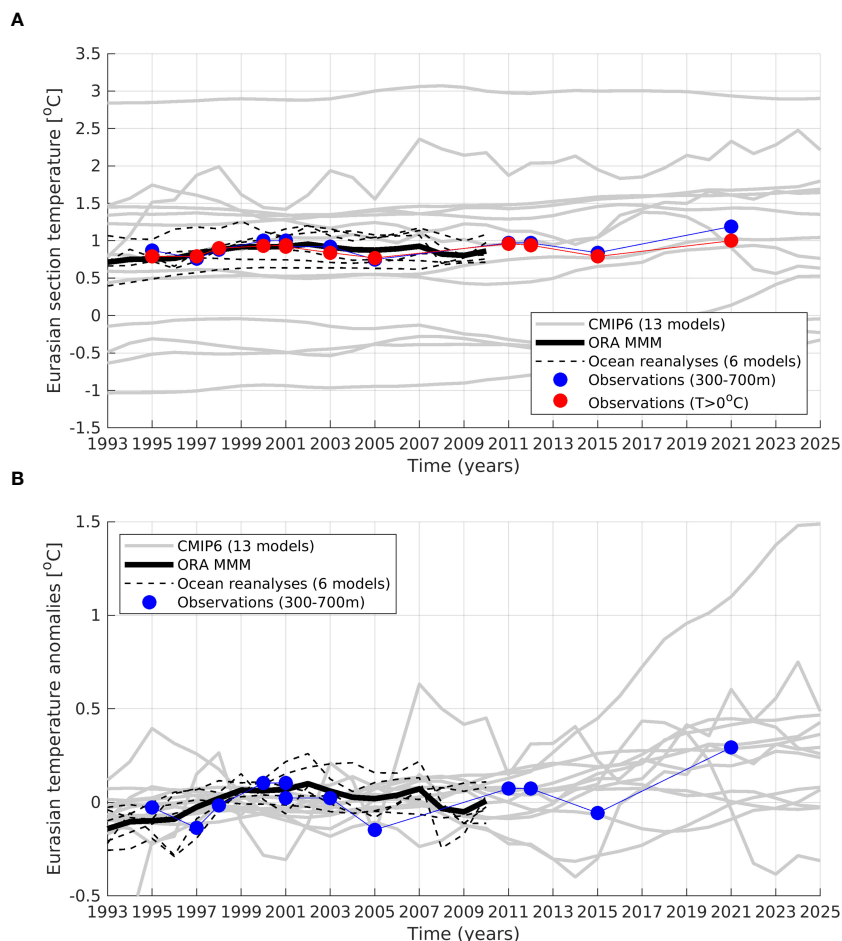 A
Eurasian section temperature [°C]
3.5
3
2.5
2
1.5
1
0.5
0
-0.5
-1
-1.5
CMIP6 (13 models)
ORA MMM
Ocean reanalyses (6 models)
Observations (300-700m)
Observations (T>0°C)
1993 1995 1997 1999 2001 2003 2005 2007 2009 2011 2013 2015 2017 2019 2021 2023 2025
Time (years)
B
Eurasian temperature anomalies [°C]
1.5
1
0.5
0
-0.5
CMIP6 (13 models)
ORA MMM
Ocean reanalyses (6 models)
Observations (300-700m)
1993 1995 1997 1999 2001 2003 2005 2007 2009 2011 2013 2015 2017 2019 2021 2023 2025
Time (years)